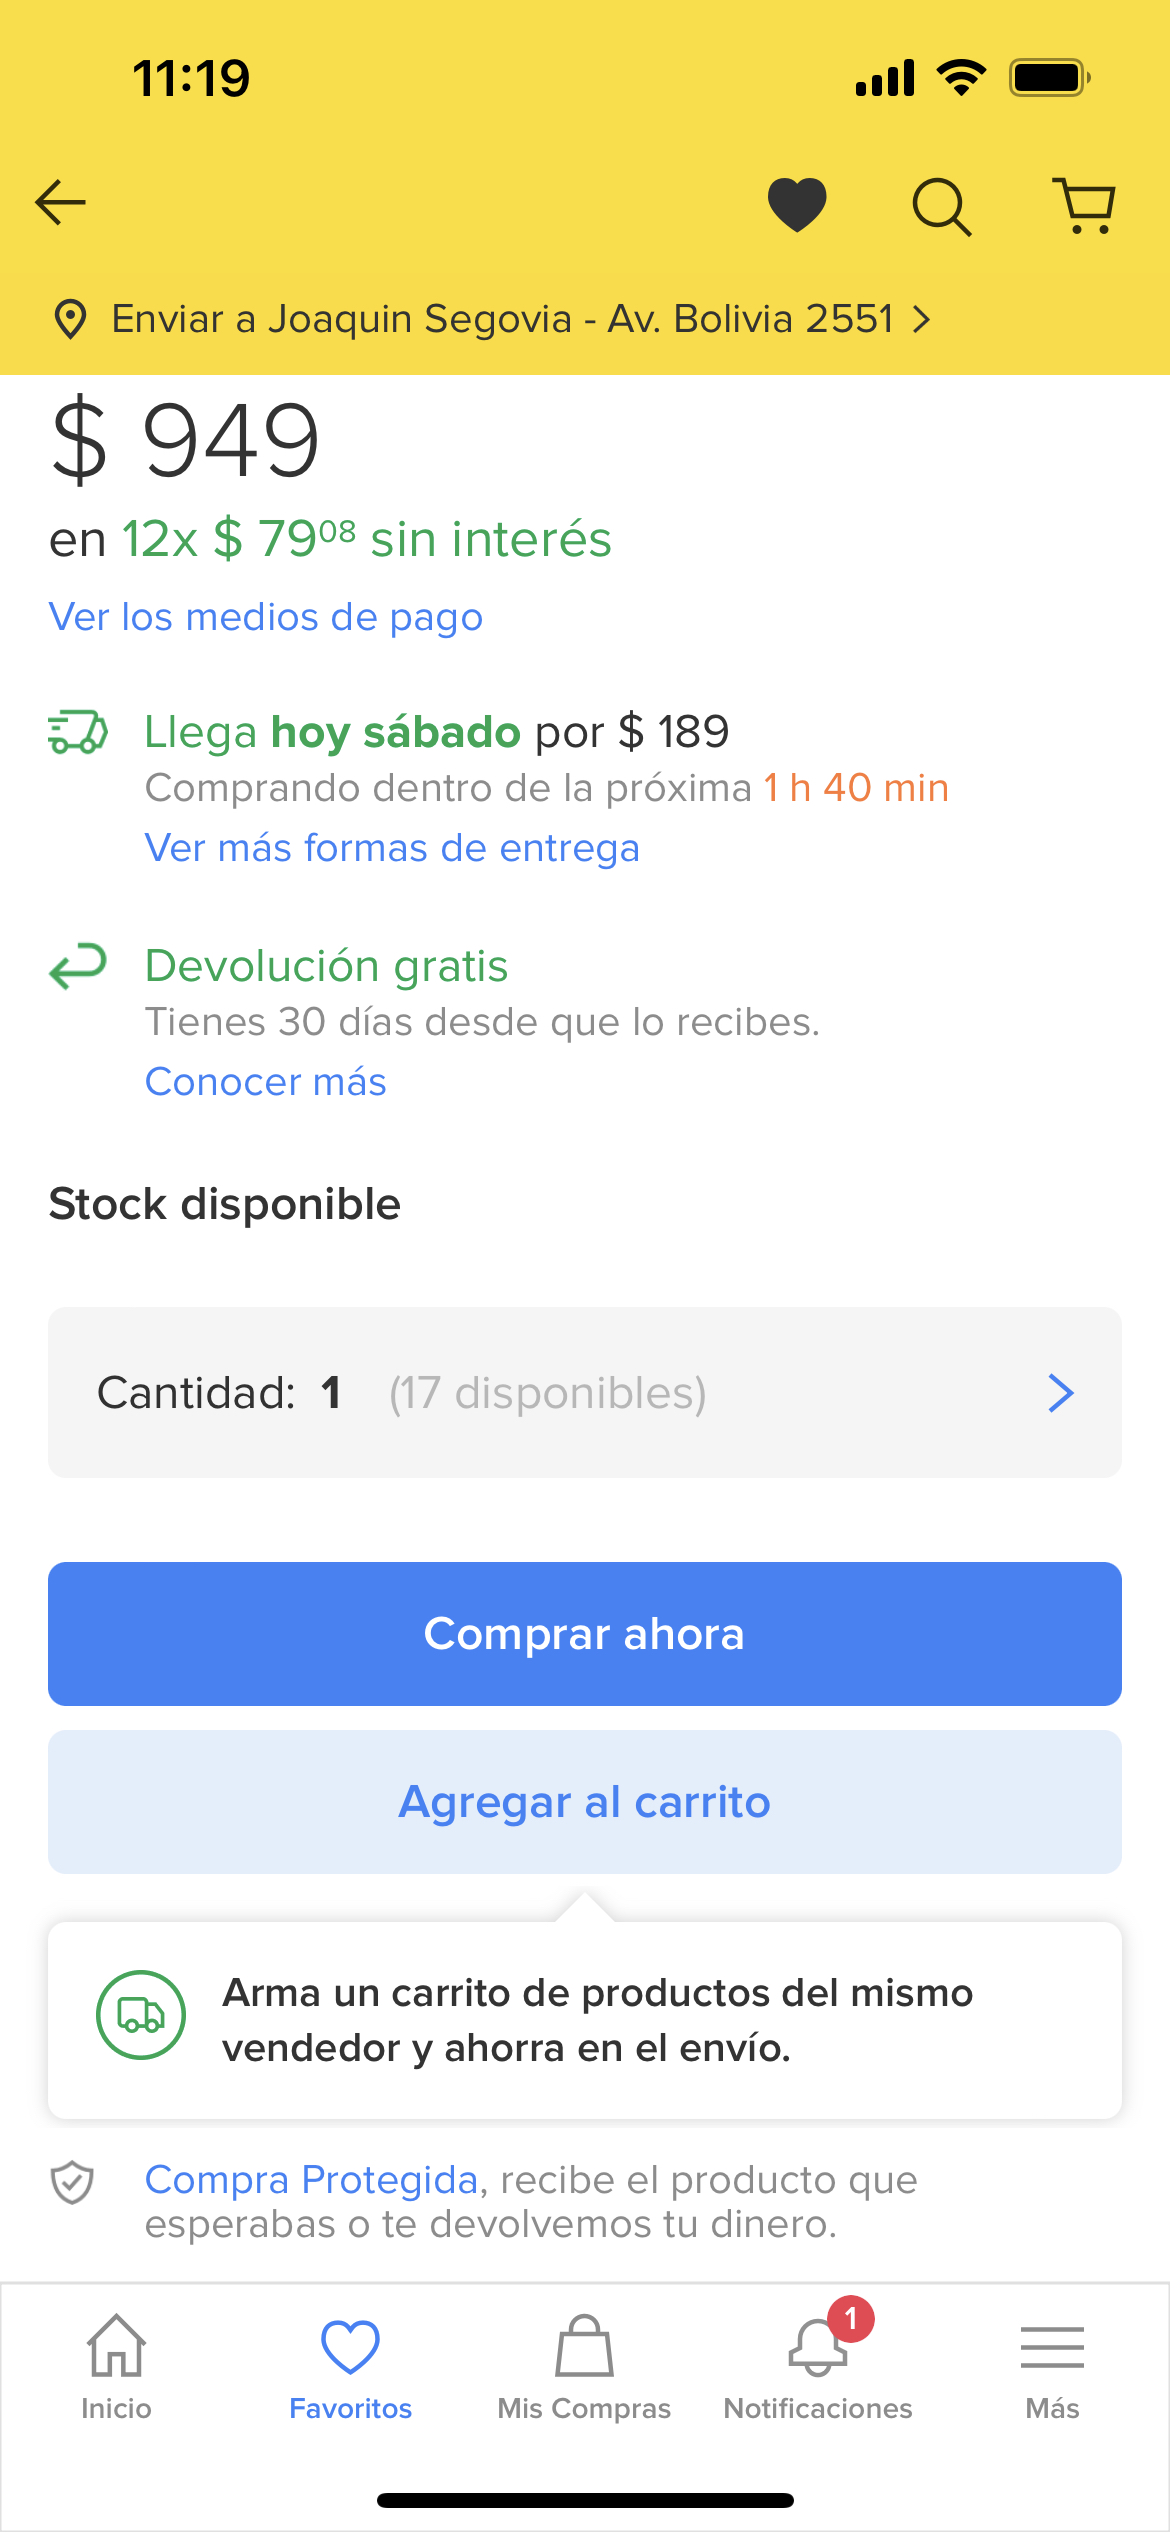 11:19
Enviar a Joaquin Segovia - Av. Bolivia 2551
$ 949
en 12x $ 7908 sin interés
Ver los medios de pago
Llega hoy sábado por $ 189
Comprando dentro de la próxima 1 h 40 min
Ver más formas de entrega
Devolución gratis
Tienes 30 días desde que lo recibes.
Conocer más
Stock disponible
Cantidad: 1 (17 disponibles)
Comprar ahora
Agregar al carrito
Arma un carrito de productos del mismo
vendedor y ahorra en el envío.
Compra Protegida, recibe el producto que
esperabas o te devolvemos tu dinero.
1
Inicio Favoritos Mis Compras Notificaciones Más